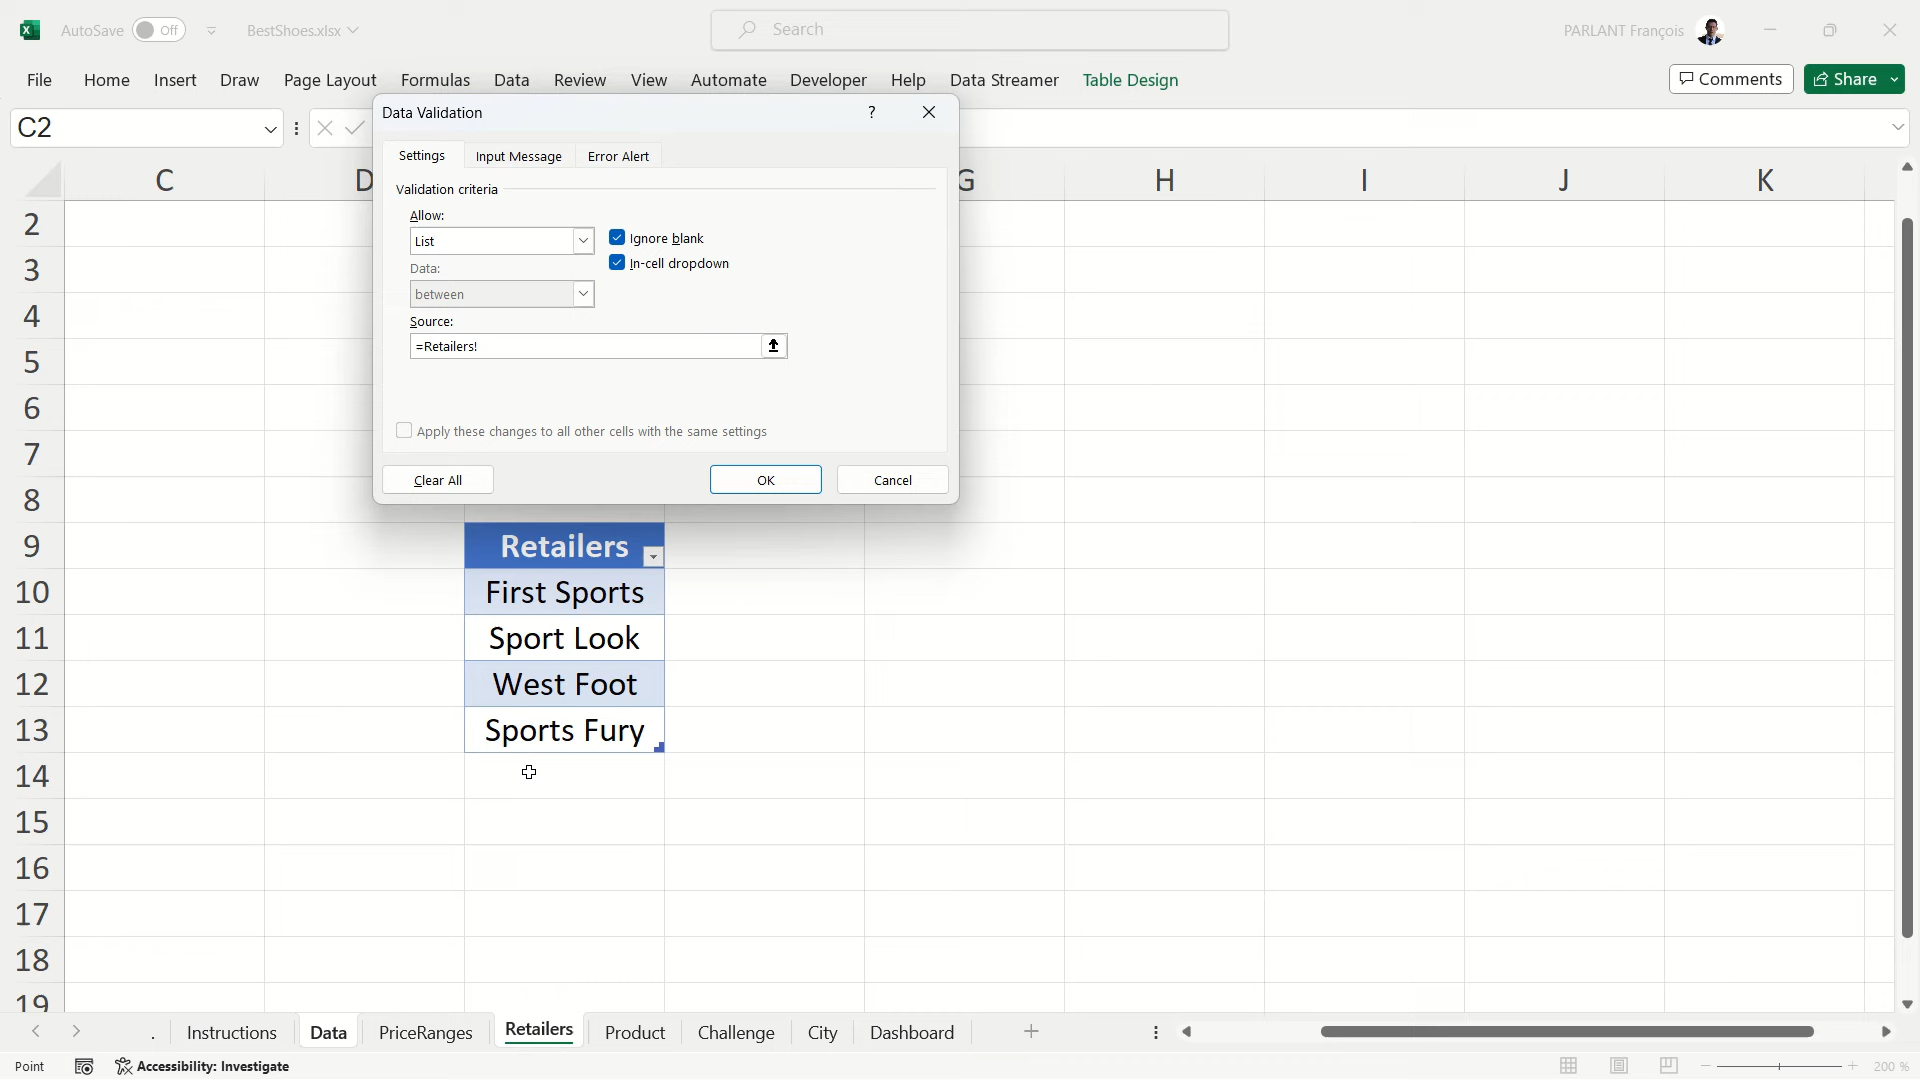 AutoSave Off BestShoes.xlsx Search PARLANT François
File Home Insert Draw Page Layout Formulas Data Review View Automate Developer Help Data Streamer Table Design Comments Share
C2
Data Validation ?
Settings Input Message Error Alert
Validation criteria
Allow:
List Ignore blank
In-cell dropdown
Data:
between
Source:
=Retailers!
Apply these changes to all other cells with the same settings
Clear All OK Cancel
C D G H I J K
2
3
4
5
6
7
8
9 Retailers
10 First Sports
11 Sport Look
12 West Foot
13 Sports Fury
14
15
16
17
18
19
. Instructions Data PriceRanges Retailers Product Challenge City Dashboard
Point Accessibility: Investigate 200 %